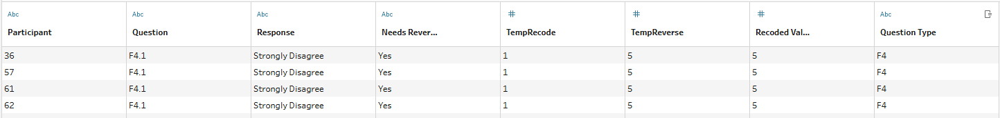 Abc Abc Abc Abc # # # Abc
Participant Question Response Needs Rever... TempRecode TempReverse Recoded Val... Question Type
36 F4.1 Strongly Disagree Yes 1 5 5 F4
57 F4.1 Strongly Disagree Yes 1 5 5 F4
61 F4.1 Strongly Disagree Yes 1 5 5 F4
62 F4.1 Strongly Disagree Yes 1 5 5 F4